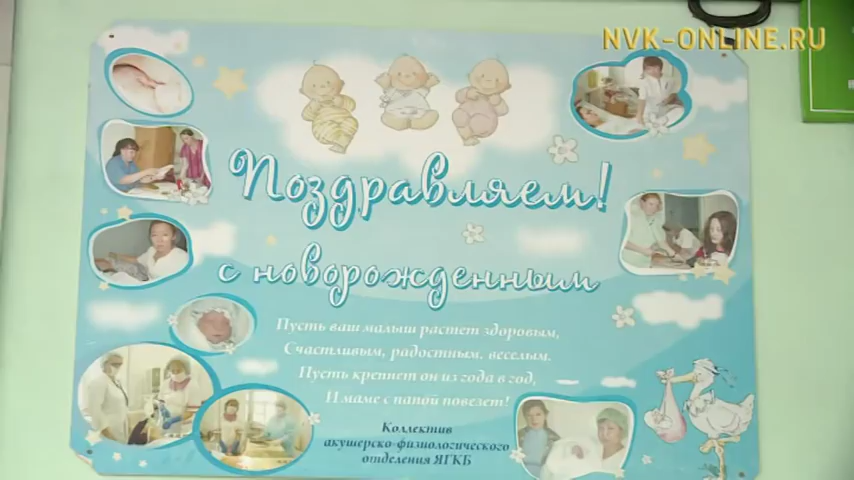 NVK-ONLINE.RU
Поздравляем!
с новорожденным
Пусть ваш малыш растет здоровым,
Счастливым, радостным, веселым.
Пусть крепнет он из года в год,
И маме с папой повезет!
Коллектив
акушерско-физиологического
отделения ЯГКБ